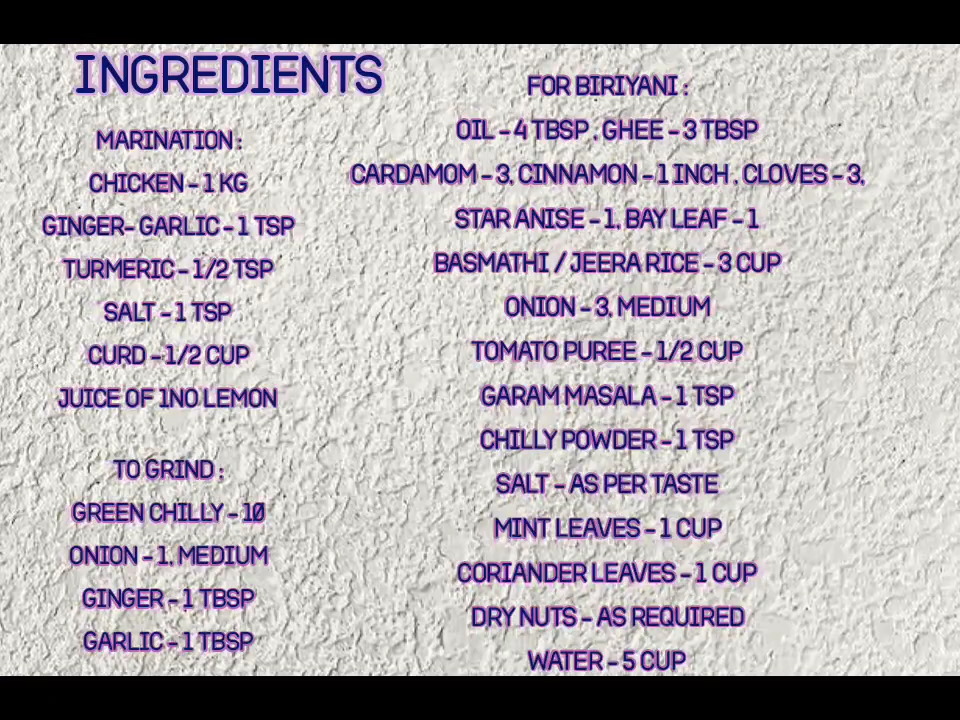 INGREDIENTS
MARINATION :
CHICKEN - 1 KG
GINGER- GARLIC - 1 TSP
TURMERIC - 1/2 TSP
SALT - 1 TSP
CURD - 1/2 CUP
JUICE OF 1NO LEMON
TO GRIND :
GREEN CHILLY - 10
ONION - 1, MEDIUM
GINGER - 1 TBSP
GARLIC - 1 TBSP
FOR BIRIYANI :
OIL - 4 TBSP , GHEE - 3 TBSP
CARDAMOM - 3, CINNAMON - 1 INCH , CLOVES - 3,
STAR ANISE - 1, BAY LEAF - 1
BASMATHI / JEERA RICE - 3 CUP
ONION - 3, MEDIUM
TOMATO PUREE - 1/2 CUP
GARAM MASALA - 1 TSP
CHILLY POWDER - 1 TSP
SALT - AS PER TASTE
MINT LEAVES - 1 CUP
CORIANDER LEAVES - 1 CUP
DRY NUTS - AS REQUIRED
WATER - 5 CUP